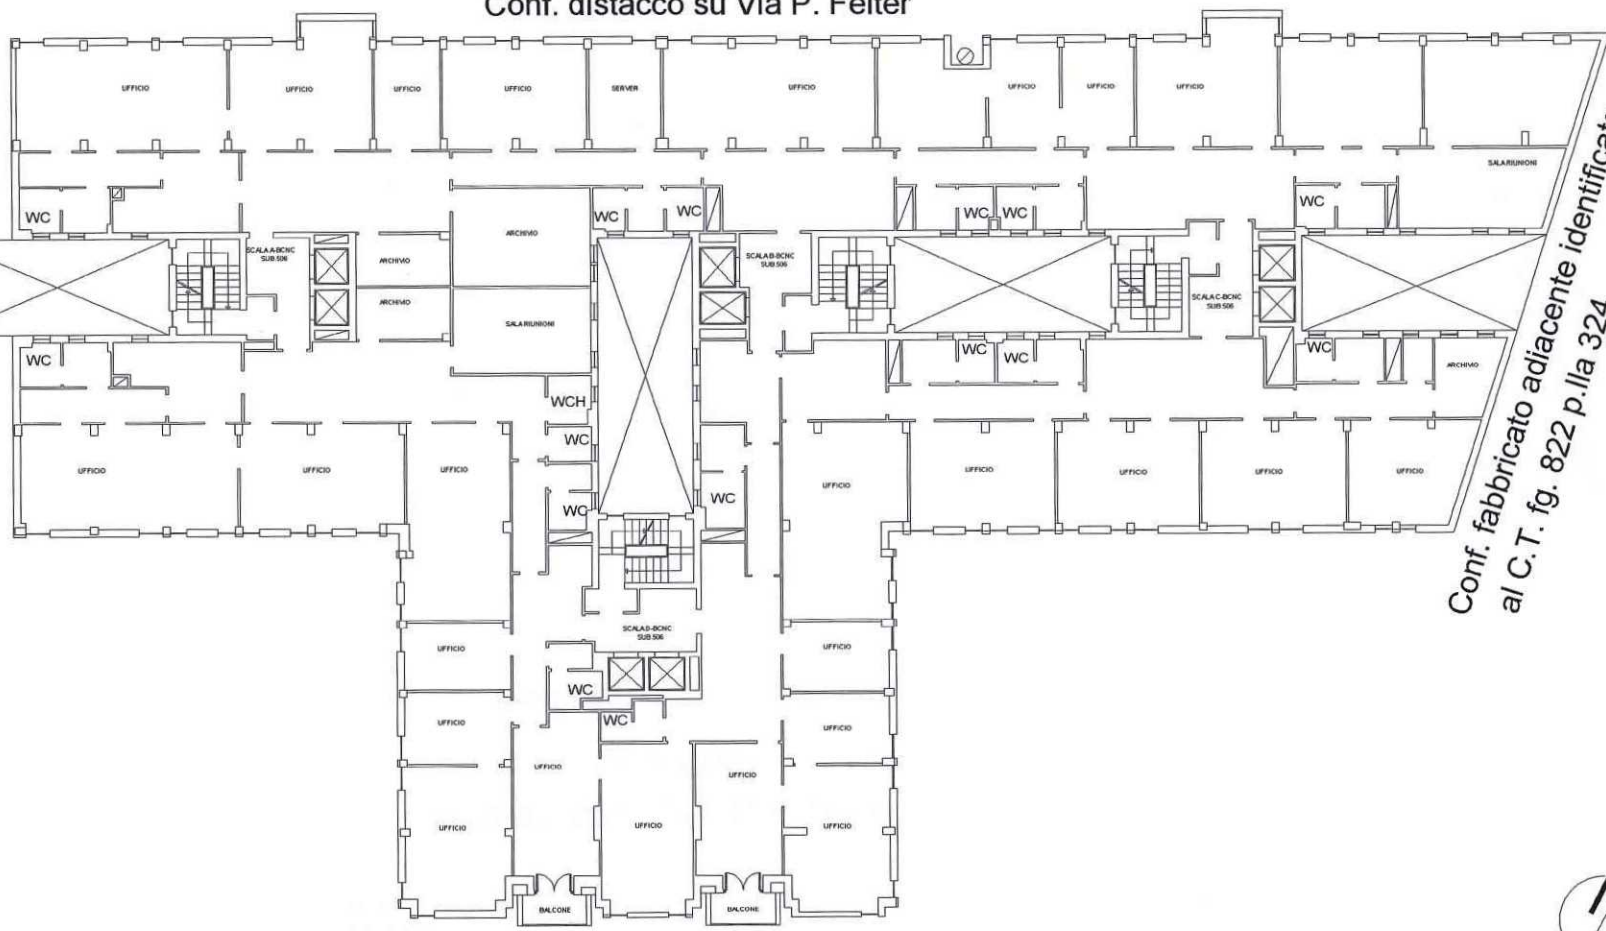 Conf. distacco su Via P. Felter
UFFICIO
UFFICIO
UFFICIO
UFFICIO
SERVER
UFFICIO
UFFICIO
UFFICIO
UFFICIO
SALA RIUNIONI
WC
WC
WC
WC
WC
WC
ARCHIVIO
SCALA A-BCNC
SUB.506
ARCHIVIO
SCALA B-BCNC
SUB.506
ARCHIVIO
SCALA C-BCNC
SUB.506
SALA RIUNIONI
WC
WC
WC
WC
ARCHIVIO
WCH
WC
UFFICIO
UFFICIO
UFFICIO
UFFICIO
UFFICIO
UFFICIO
UFFICIO
UFFICIO
WC
WC
SCALA D-BCNC
SUB.506
UFFICIO
UFFICIO
WC
WC
UFFICIO
UFFICIO
UFFICIO
UFFICIO
UFFICIO
UFFICIO
UFFICIO
BALCONE
BALCONE
Conf. fabbricato adiacente identificato
al C.T. fg. 822 p.lla 324